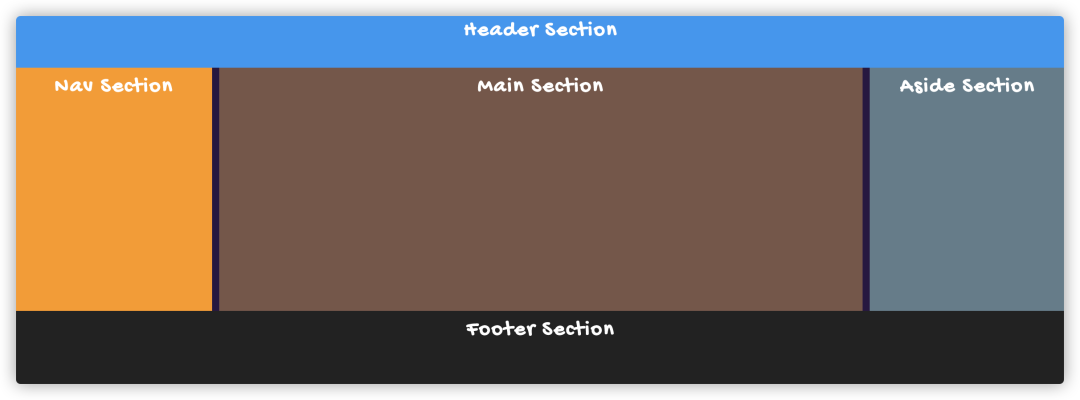 Header Section
Nav Section
Main Section
Aside Section
Footer Section